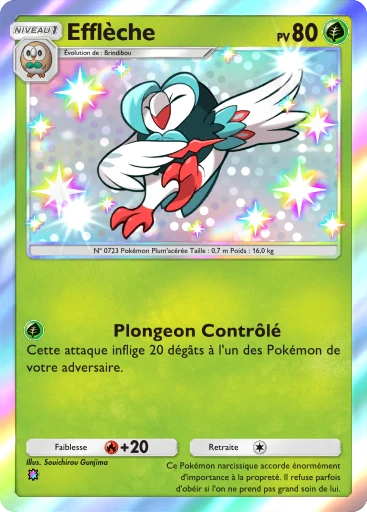 NIVEAU 1
Efflèche
PV 80
Évolution de : Brindibou
N° 0723 Pokémon Plum'acérée Taille : 0,7 m Poids : 16,0 kg
Plongeon Contrôlé
Cette attaque inflige 20 dégâts à l'un des Pokémon de
votre adversaire.
Faiblesse +20
Retraite
Illus. Souichirou Gunjima
Ce Pokémon narcissique accorde énormément
d'importance à la propreté. Il refuse parfois
d'obéir si l'on ne prend pas grand soin de lui.